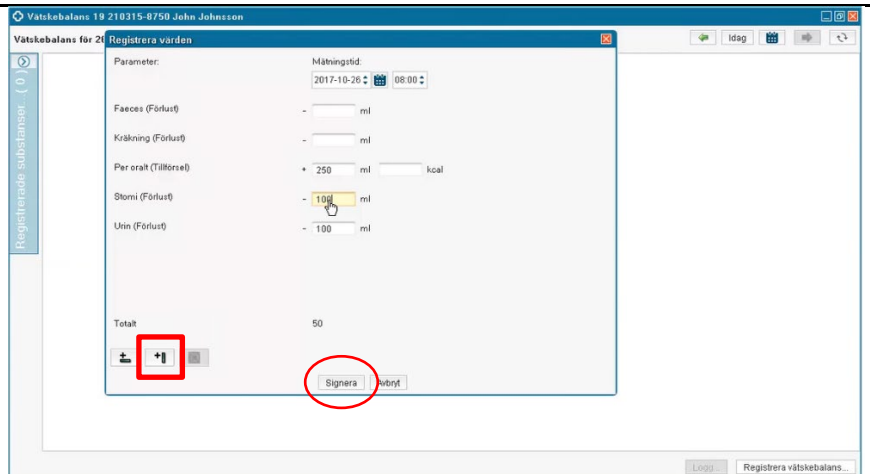 Vätskebalans 19 210315-8750 John Johnsson
Vätskebalans för 26
Idag
Registrera värden
Registrerade substanser... ( 0 )
Parameter:
Mätningstid:
2017-10-26 08:00
Faeces (Förlust) - ml
Kräkning (Förlust) - ml
Per oralt (Tillförsel) + 250 ml kcal
Stomi (Förlust) - 100 ml
Urin (Förlust) - 100 ml
Totalt 50
Signera Avbryt
Logg... Registrera vätskebalans...